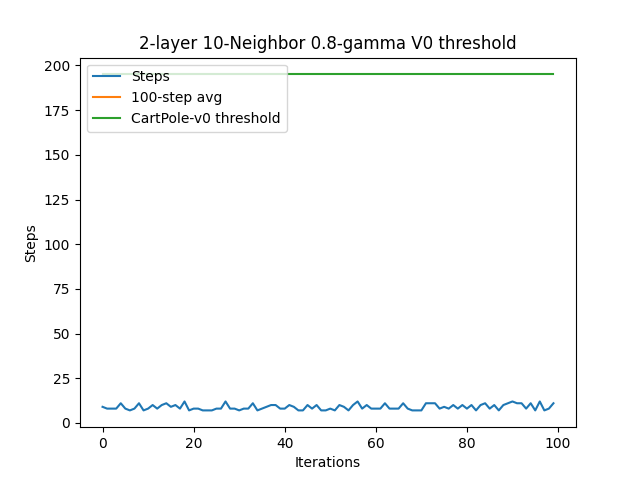 2-layer 10-Neighbor 0.8-gamma V0 threshold
200
175
150
125
100
75
50
25
0
Steps
Steps
100-step avg
CartPole-v0 threshold
0
20
40
60
80
100
Iterations